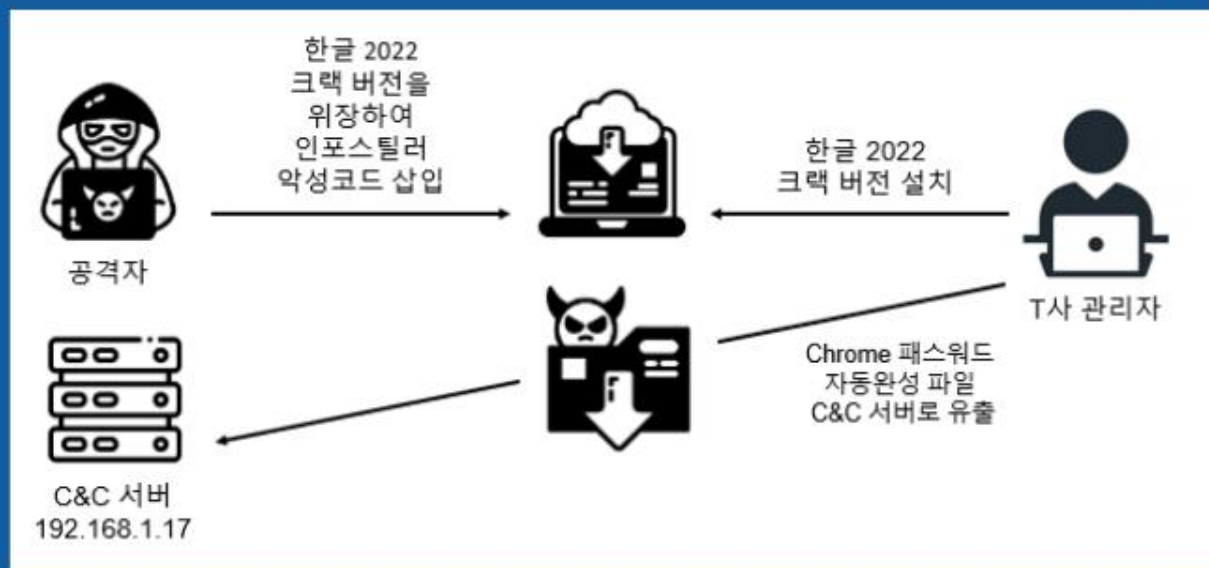 한글 2022
크랙 버전을
위장하여
인포스틸러
악성코드 삽입
공격자
한글 2022
크랙 버전 설치
T사 관리자
Chrome 패스워드
자동완성 파일
C&C 서버로 유출
C&C 서버
192.168.1.17